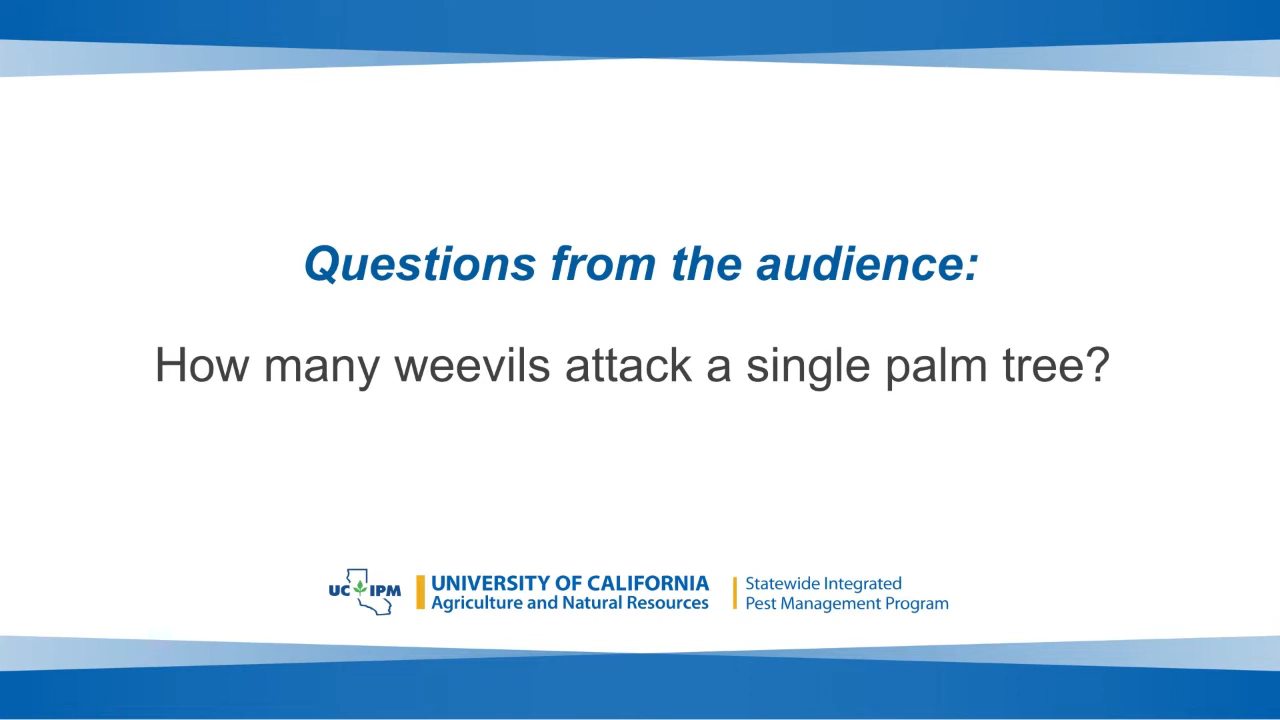 Questions from the audience:
How many weevils attack a single palm tree?
UC IPM
UNIVERSITY OF CALIFORNIA
Agriculture and Natural Resources
Statewide Integrated
Pest Management Program